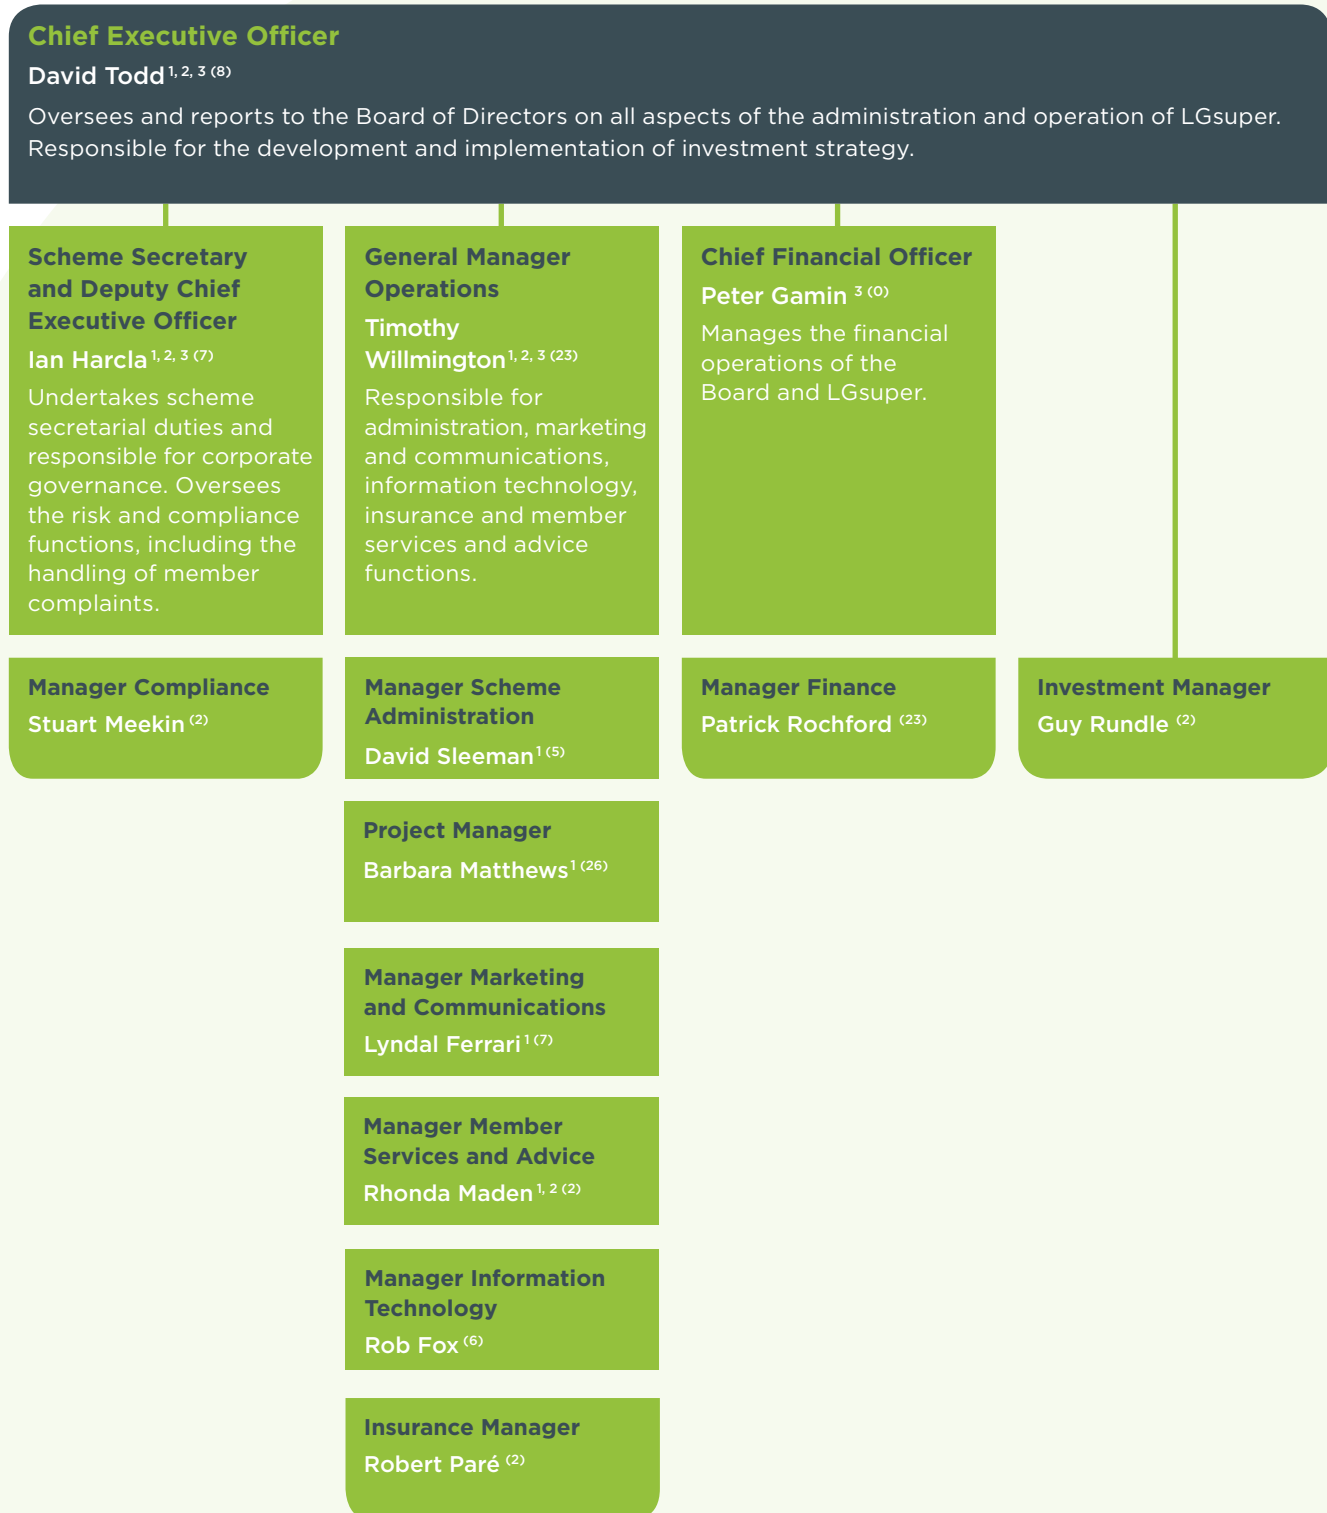 Chief Executive Officer
David Todd 1, 2, 3 (8)
Oversees and reports to the Board of Directors on all aspects of the administration and operation of LGsuper.
Responsible for the development and implementation of investment strategy.
Scheme Secretary
and Deputy Chief
Executive Officer
Ian Harcla 1, 2, 3 (7)
Undertakes scheme
secretarial duties and
responsible for corporate
governance. Oversees
the risk and compliance
functions, including the
handling of member
complaints.
Manager Compliance
Stuart Meekin (2)
General Manager
Operations
Timothy
Willmington 1, 2, 3 (23)
Responsible for
administration, marketing
and communications,
information technology,
insurance and member
services and advice
functions.
Manager Scheme
Administration
David Sleeman 1 (5)
Project Manager
Barbara Matthews 1 (26)
Manager Marketing
and Communications
Lyndal Ferrari 1 (7)
Manager Member
Services and Advice
Rhonda Maden 1, 2 (2)
Manager Information
Technology
Rob Fox (6)
Insurance Manager
Robert Paré (2)
Chief Financial Officer
Peter Gamin 3 (0)
Manages the financial
operations of the
Board and LGsuper.
Manager Finance
Patrick Rochford (23)
Investment Manager
Guy Rundle (2)